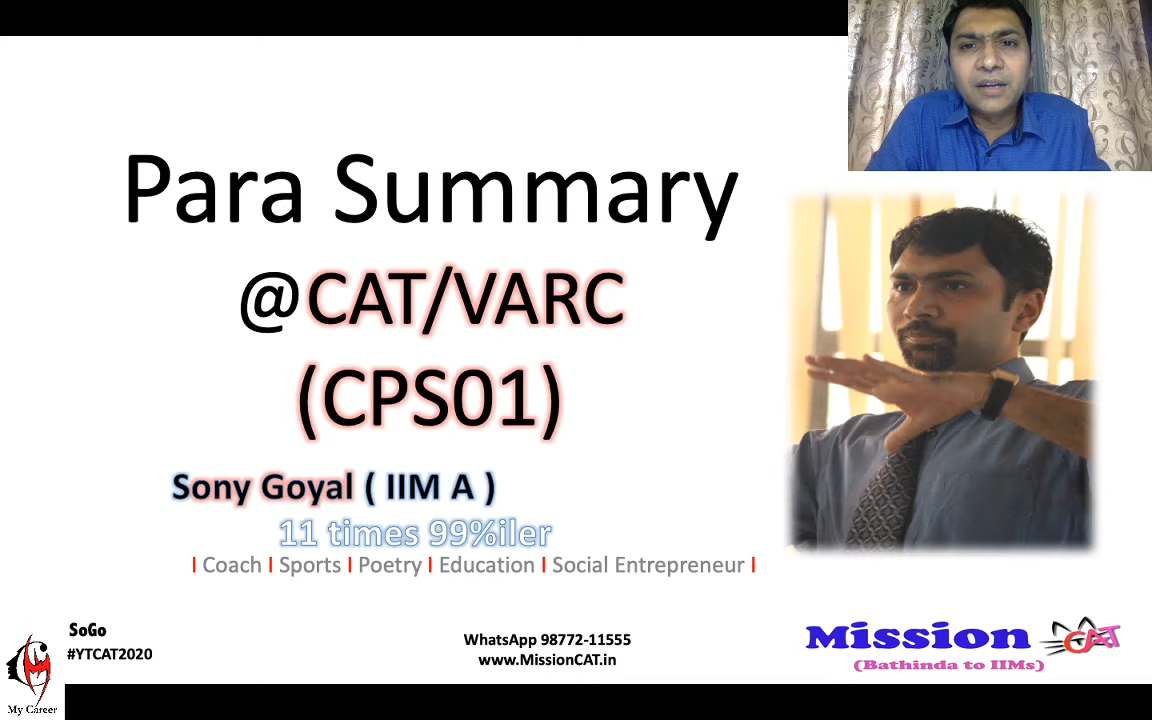 Para Summary
@CAT/VARC
(CPS01)
Sony Goyal ( IIM A )
11 times 99%iler
I Coach I Sports I Poetry I Education I Social Entrepreneur I
SoGo
#YTCAT2020
My Career
WhatsApp 98772-11555
www.MissionCAT.in
Mission CAT
(Bathinda to IIMs)